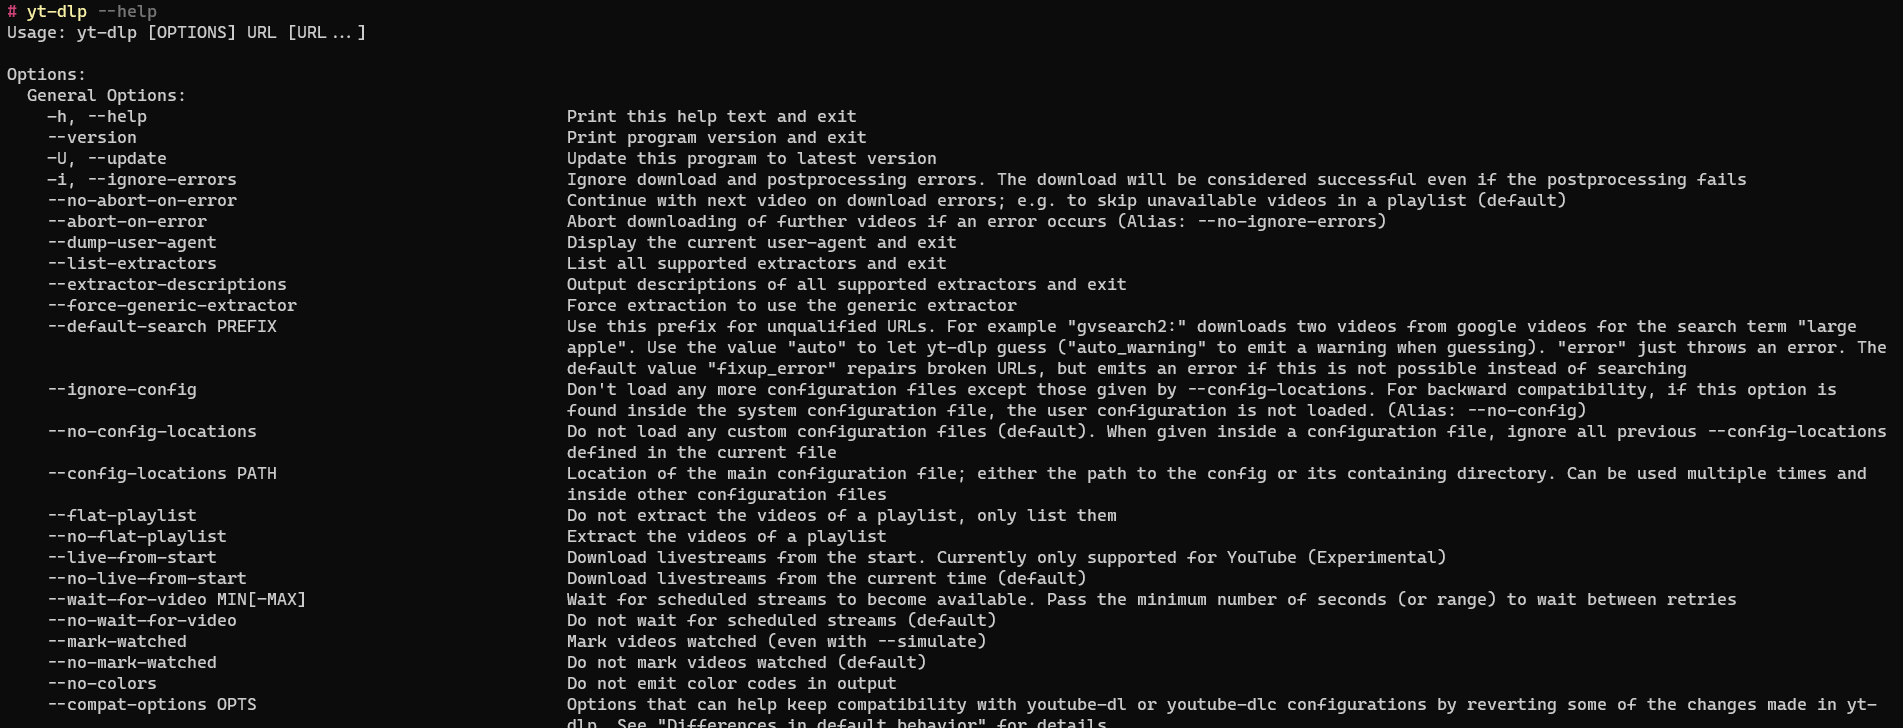 # yt-dlp --help
Usage: yt-dlp [OPTIONS] URL [URL...]
Options:
General Options:
-h, --help Print this help text and exit
--version Print program version and exit
-U, --update Update this program to latest version
-i, --ignore-errors Ignore download and postprocessing errors. The download will be considered successful even if the postprocessing fails
--no-abort-on-error Continue with next video on download errors; e.g. to skip unavailable videos in a playlist (default)
--abort-on-error Abort downloading of further videos if an error occurs (Alias: --no-ignore-errors)
--dump-user-agent Display the current user-agent and exit
--list-extractors List all supported extractors and exit
--extractor-descriptions Output descriptions of all supported extractors and exit
--force-generic-extractor Force extraction to use the generic extractor
--default-search PREFIX Use this prefix for unqualified URLs. For example "gvsearch2:" downloads two videos from google videos for the search term "large
apple". Use the value "auto" to let yt-dlp guess ("auto_warning" to emit a warning when guessing). "error" just throws an error. The
default value "fixup_error" repairs broken URLs, but emits an error if this is not possible instead of searching
--ignore-config Don't load any more configuration files except those given by --config-locations. For backward compatibility, if this option is
found inside the system configuration file, the user configuration is not loaded. (Alias: --no-config)
--no-config-locations Do not load any custom configuration files (default). When given inside a configuration file, ignore all previous --config-locations
defined in the current file
--config-locations PATH Location of the main configuration file; either the path to the config or its containing directory. Can be used multiple times and
inside other configuration files
--flat-playlist Do not extract the videos of a playlist, only list them
--no-flat-playlist Extract the videos of a playlist
--live-from-start Download livestreams from the start. Currently only supported for YouTube (Experimental)
--no-live-from-start Download livestreams from the current time (default)
--wait-for-video MIN[-MAX] Wait for scheduled streams to become available. Pass the minimum number of seconds (or range) to wait between retries
--no-wait-for-video Do not wait for scheduled streams (default)
--mark-watched Mark videos watched (even with --simulate)
--no-mark-watched Do not mark videos watched (default)
--no-colors Do not emit color codes in output
--compat-options OPTS Options that can help keep compatibility with youtube-dl or youtube-dlc configurations by reverting some of the changes made in yt-
dlp. See "Differences in default behavior" for details